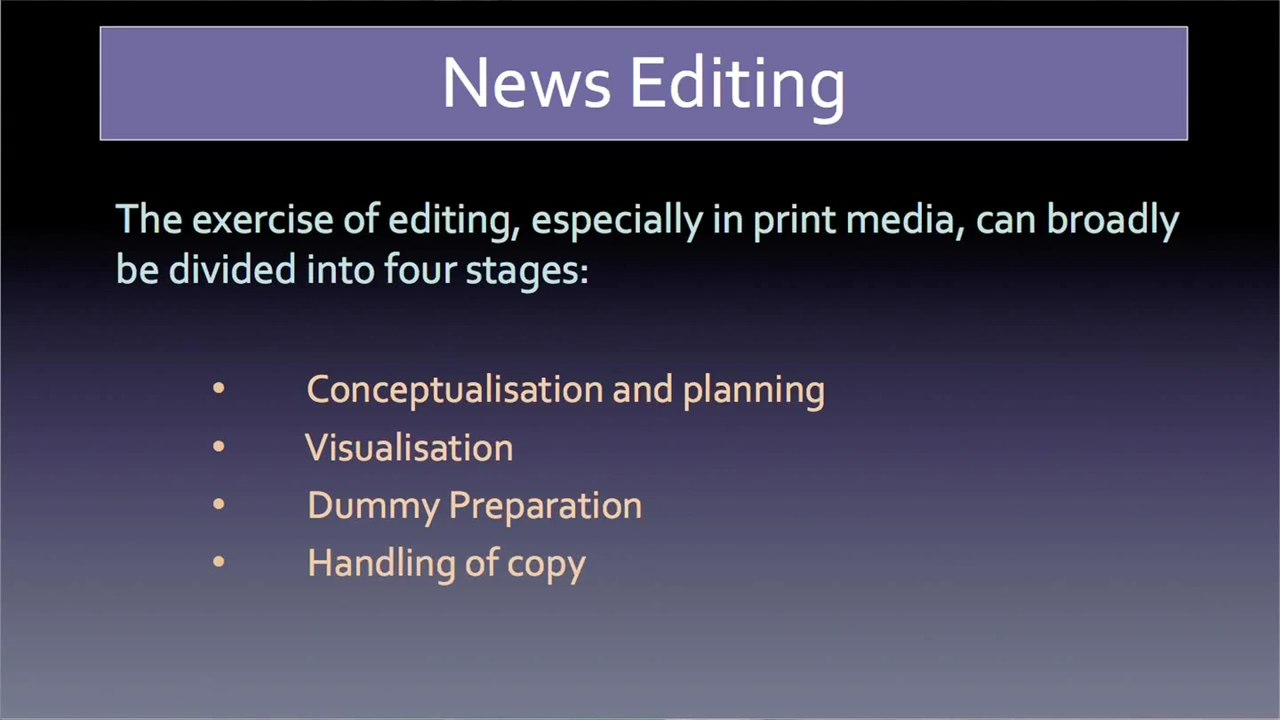 News Editing
The exercise of editing, especially in print media, can broadly
be divided into four stages:
• Conceptualisation and planning
• Visualisation
• Dummy Preparation
• Handling of copy